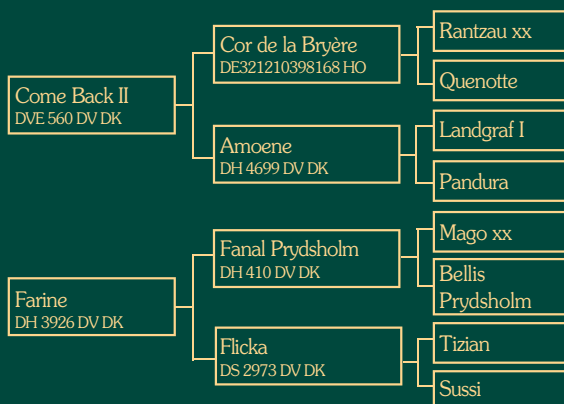 Come Back II
DVE 560 DV DK
Cor de la Bryère
DE321210398168 HO
Rantzau xx
Quenotte
Amoene
DH 4699 DV DK
Landgraf I
Pandura
Farine
DH 3926 DV DK
Fanal Prydsholm
DH 410 DV DK
Mago xx
Bellis
Prydsholm
Flicka
DS 2973 DV DK
Tizian
Sussi